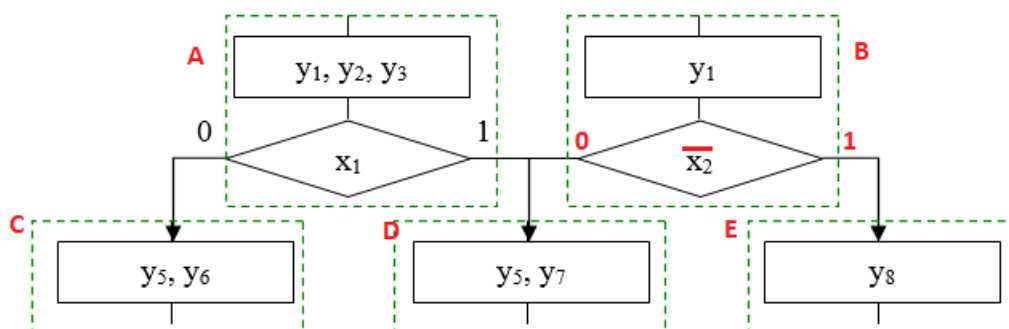 A
y₁, y₂, y₃
y₁
B
0
1
0
1
x₁
x̅₂
C
D
E
y₅, y₆
y₅, y₇
y₈